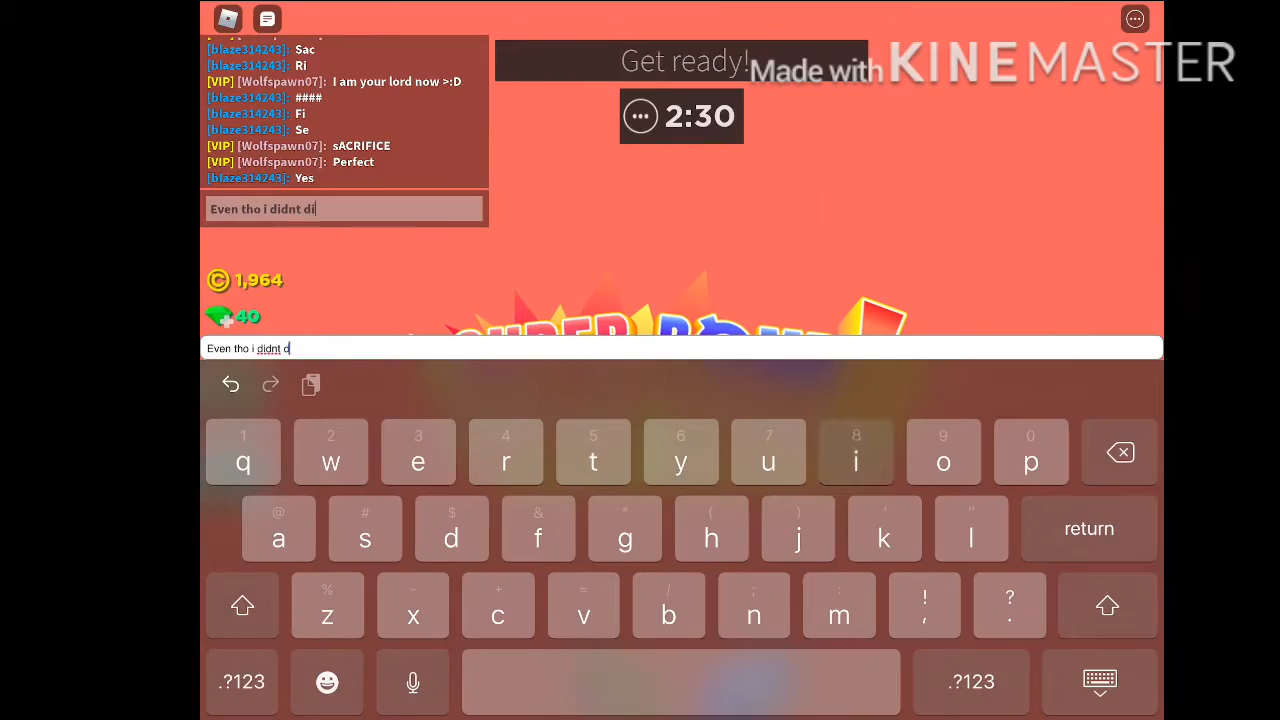 [blaze314243]: Sac
[blaze314243]: Ri
[VIP] [Wolfspawn07]: I am your lord now >:D
[blaze314243]: ####
[blaze314243]: Fi
[blaze314243]: Se
[VIP] [Wolfspawn07]: sACRIFICE
[VIP] [Wolfspawn07]: Perfect
[blaze314243]: Yes
Even tho i didnt di
Get ready!
2:30
Made with KINEMASTER
1,964
40
SUPER
Even tho i didnt d
1 2 3 4 5 6 7 8 9 0
q w e r t y u i o p
@ # $ & * ( ) ' "
a s d f g h j k l return
% - + = / ; : ! ?
z x c v b n m , .
.?123 .?123